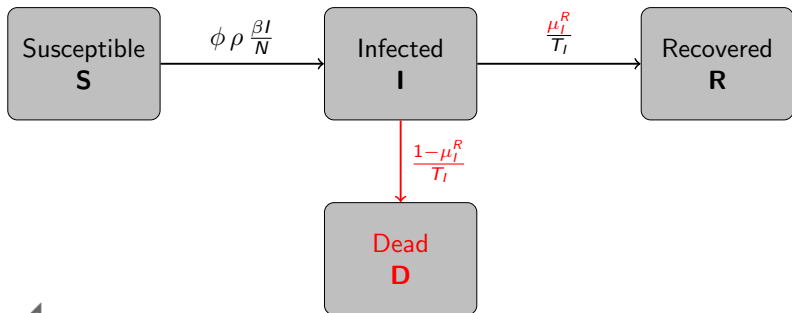 Susceptible
S
ϕ ρ βI/N
Infected
I
μ_I^R/T_I
Recovered
R
1−μ_I^R/T_I
Dead
D